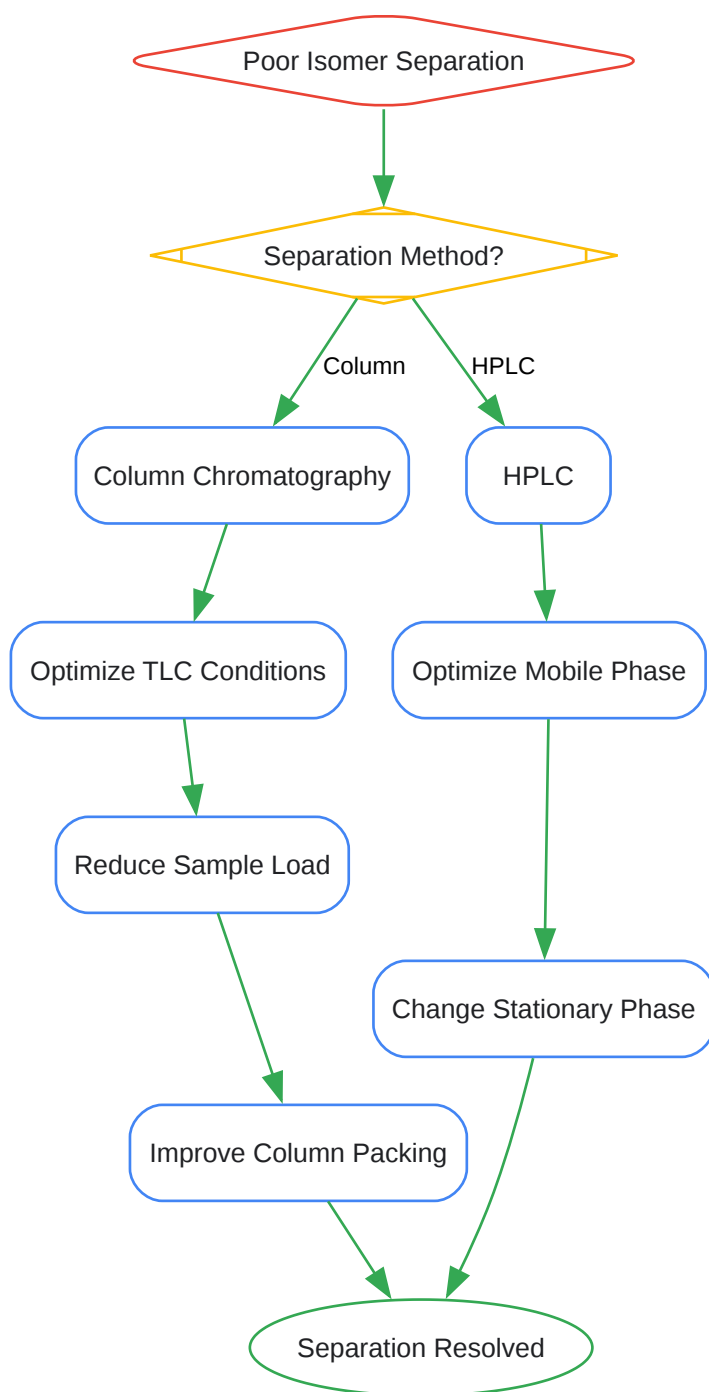 Poor Isomer Separation
Separation Method?
Column
HPLC
Column Chromatography
HPLC
Optimize TLC Conditions
Optimize Mobile Phase
Reduce Sample Load
Change Stationary Phase
Improve Column Packing
Separation Resolved